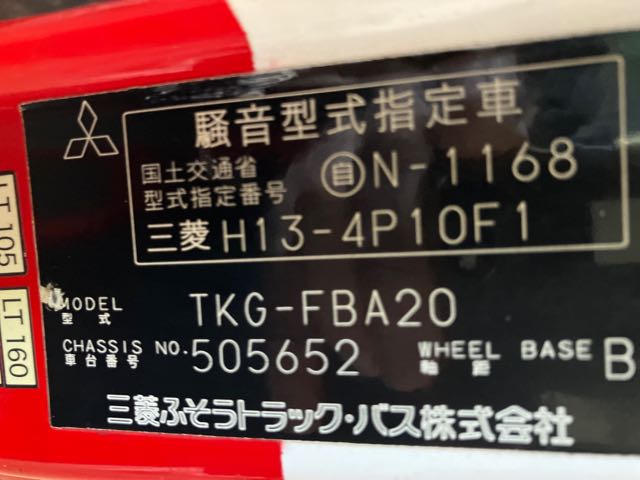 騒音型式指定車
国土交通省
型式指定番号
自N-1168
三菱H13-4P10F1
LT 105
LT 160
MODEL
型式
TKG-FBA20
CHASSIS NO.
車台番号
505652
WHEEL BASE
軸距
B
三菱ふそうトラック・バス株式会社